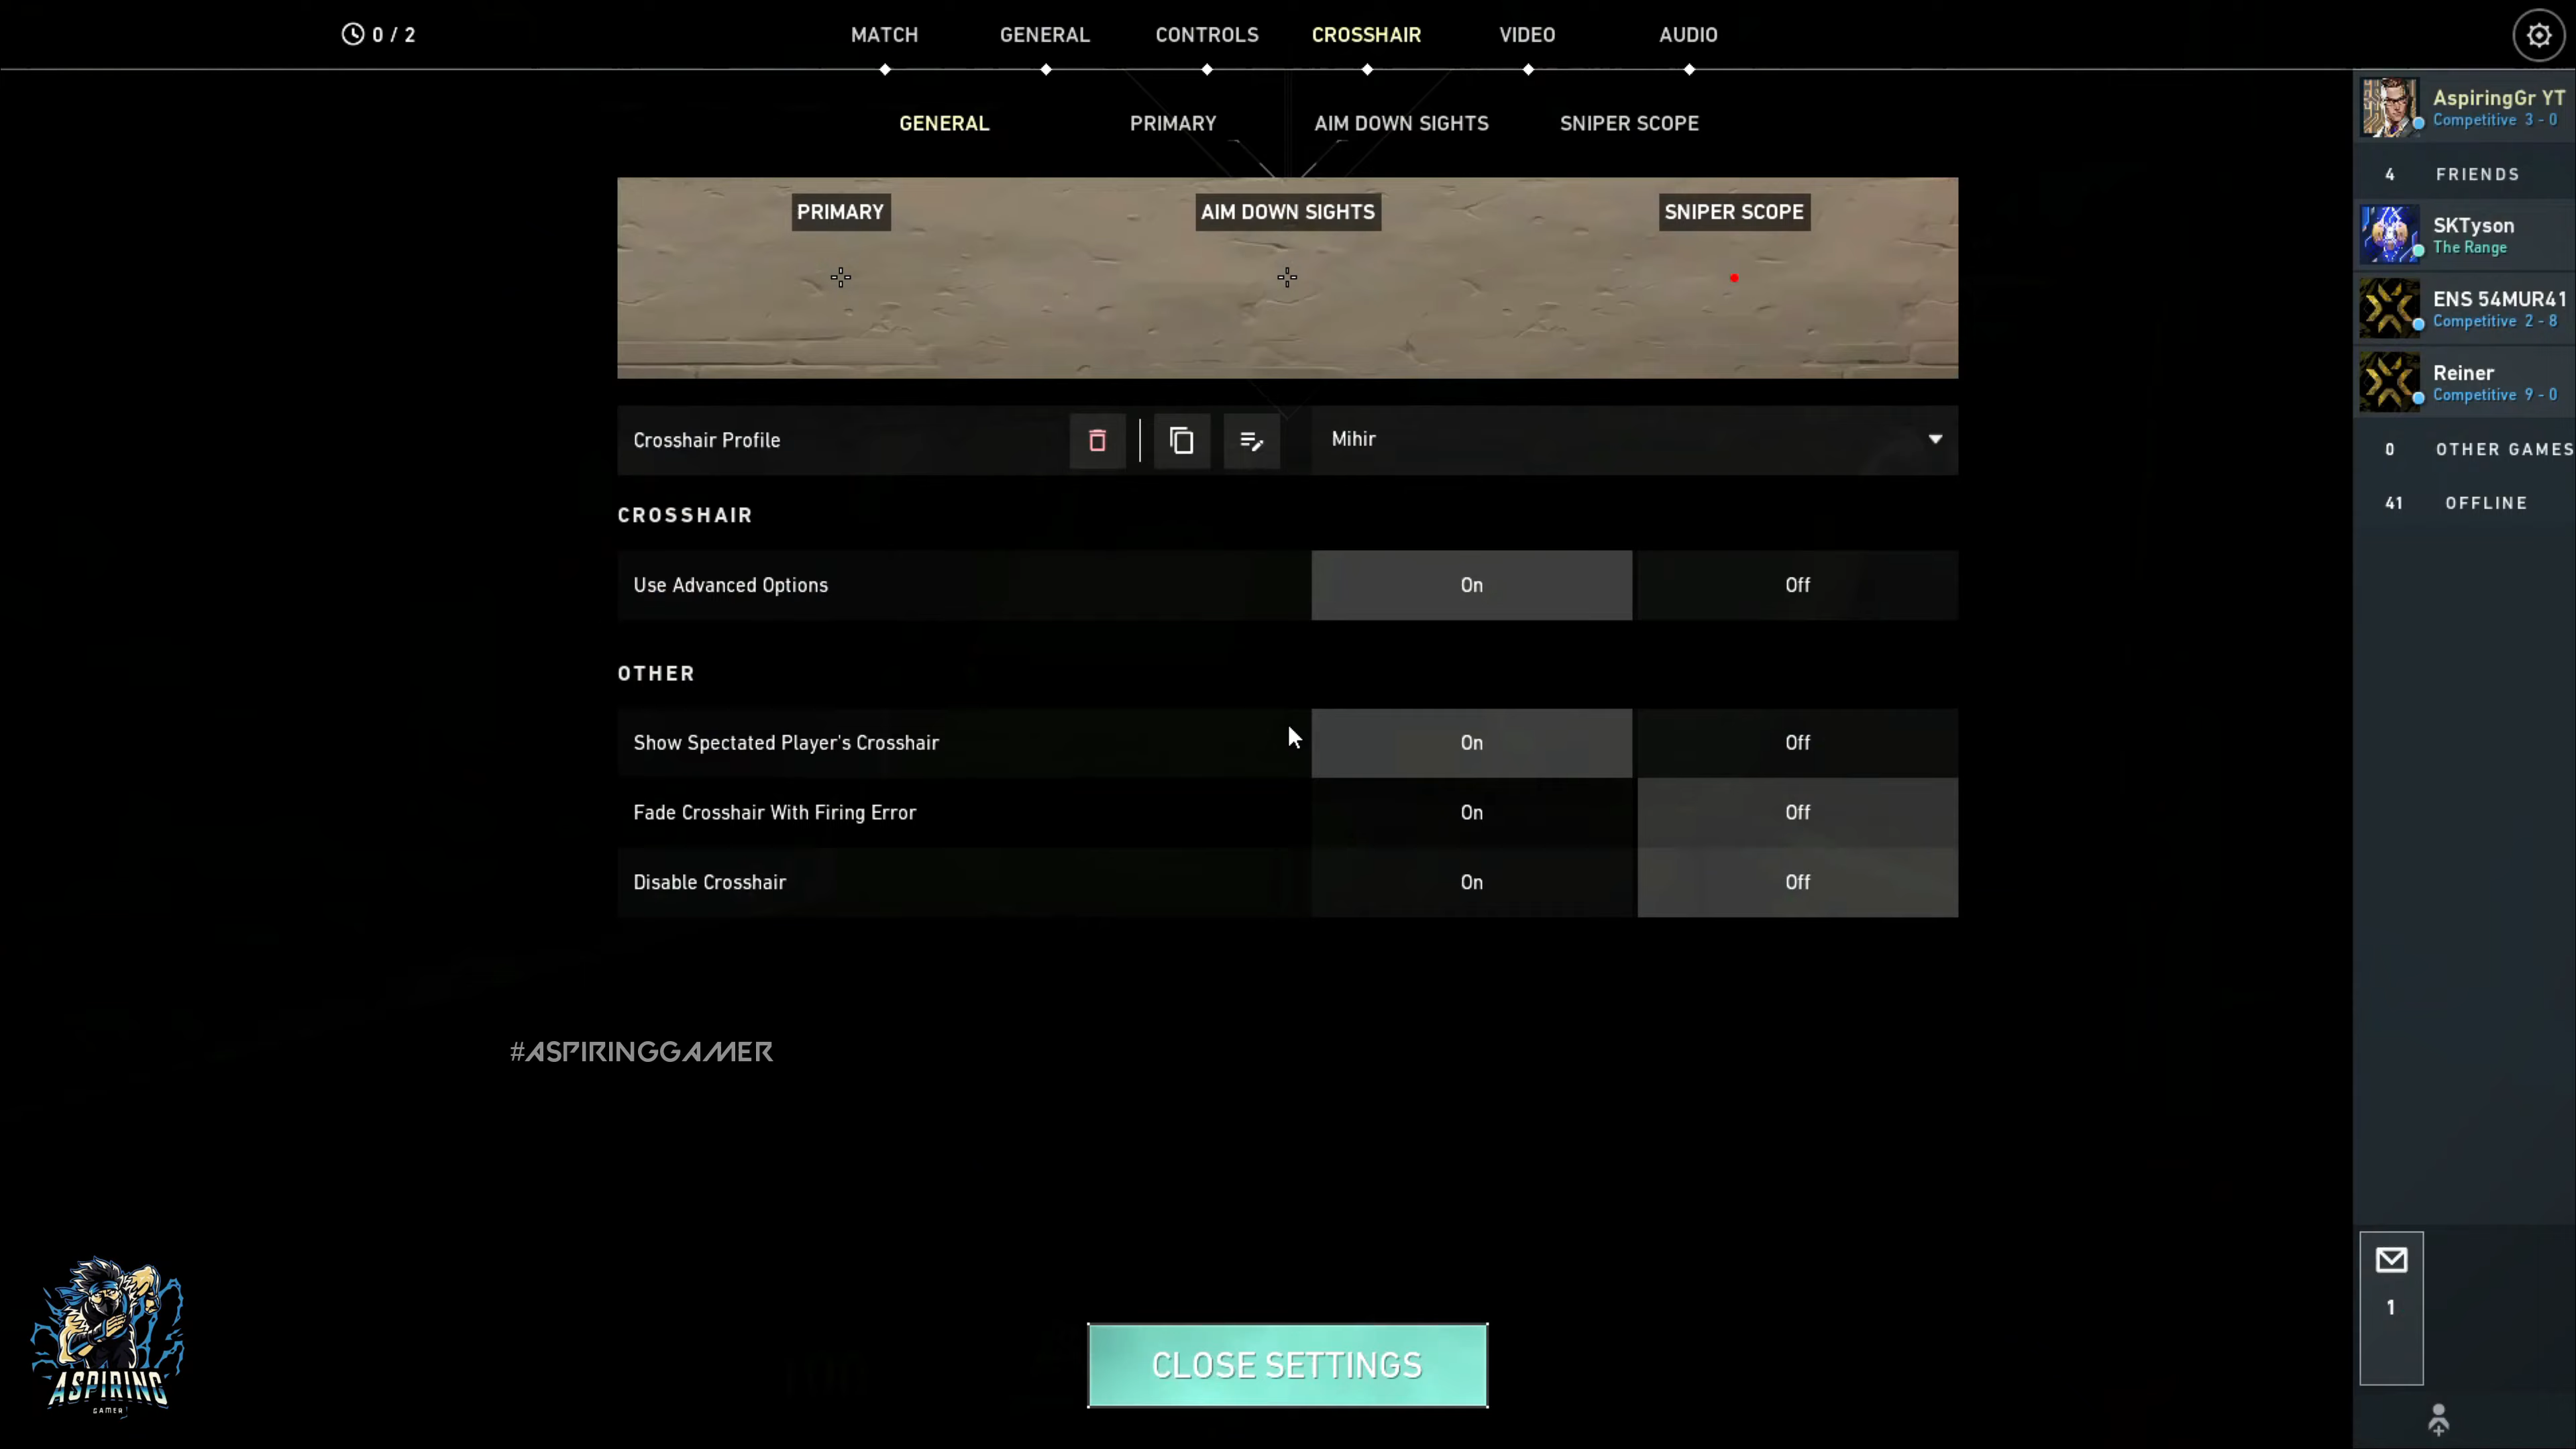 0 / 2
MATCH
GENERAL
CONTROLS
CROSSHAIR
VIDEO
AUDIO
GENERAL
PRIMARY
AIM DOWN SIGHTS
SNIPER SCOPE
PRIMARY
AIM DOWN SIGHTS
SNIPER SCOPE
Crosshair Profile
Mihir
CROSSHAIR
Use Advanced Options
On
Off
OTHER
Show Spectated Player's Crosshair
On
Off
Fade Crosshair With Firing Error
On
Off
Disable Crosshair
On
Off
#ASPIRINGGAMER
ASPIRING
GAMER
CLOSE SETTINGS
AspiringGr YT
Competitive 3 - 0
4 FRIENDS
SKTyson
The Range
ENS 54MUR41
Competitive 2 - 8
Reiner
Competitive 9 - 0
0 OTHER GAMES
41 OFFLINE
1